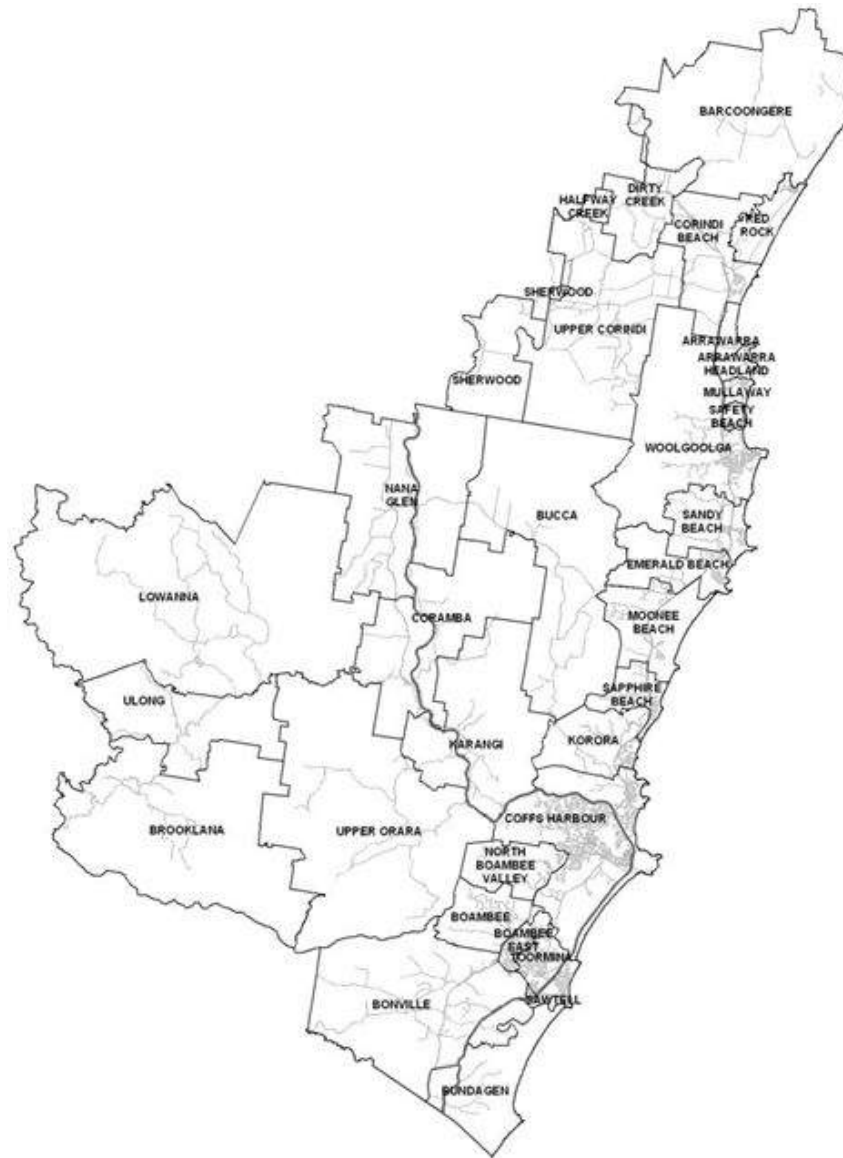 BARCOONGERE
DIRTY
CREEK
HALFWAY
CREEK
RED
ROCK
CORINDI
BEACH
SHERWOOD
UPPER CORINDI
ARRAWARRA
ARRAWARRA
HEADLAND
SHERWOOD
MULLAWAY
SAFETY
BEACH
WOOLGOOLGA
NANA
GLEN
BUCCA
SANDY
BEACH
EMERALD BEACH
LOWANNA
CORAMBA
MOONEE
BEACH
ULONG
SAPPHIRE
BEACH
KARANGI
KORORA
BROOKLANA
UPPER ORARA
COFFS HARBOUR
NORTH
BOAMBEE
VALLEY
BOAMBEE
BOAMBEE
EAST
TOORMINA
BONVILLE
SAWTELL
BUNDAGEN